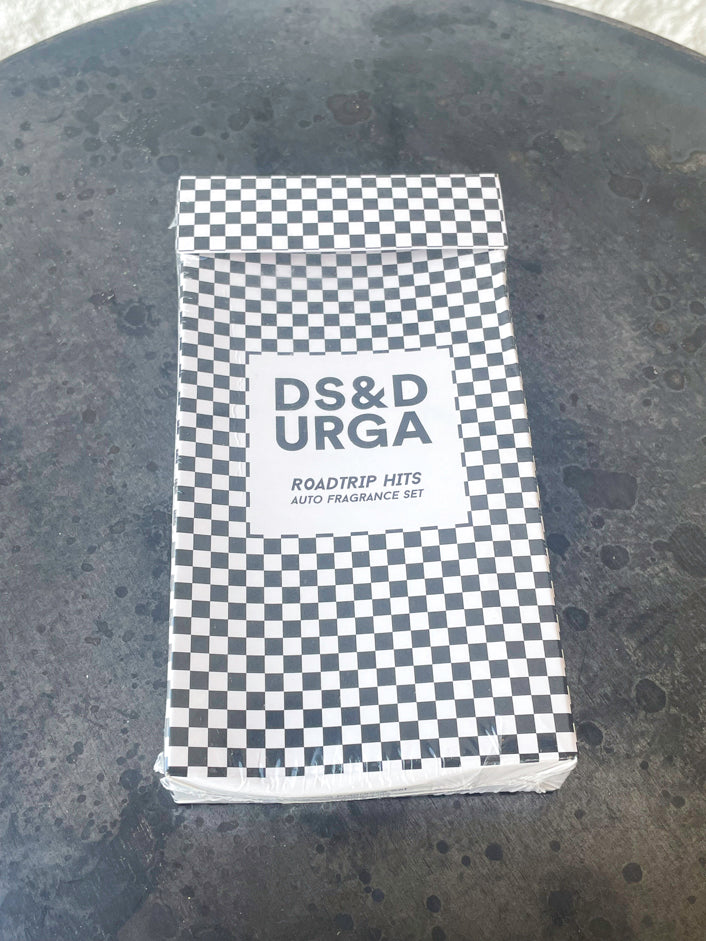 DS&D
URGA
ROADTRIP HITS
AUTO FRAGRANCE SET